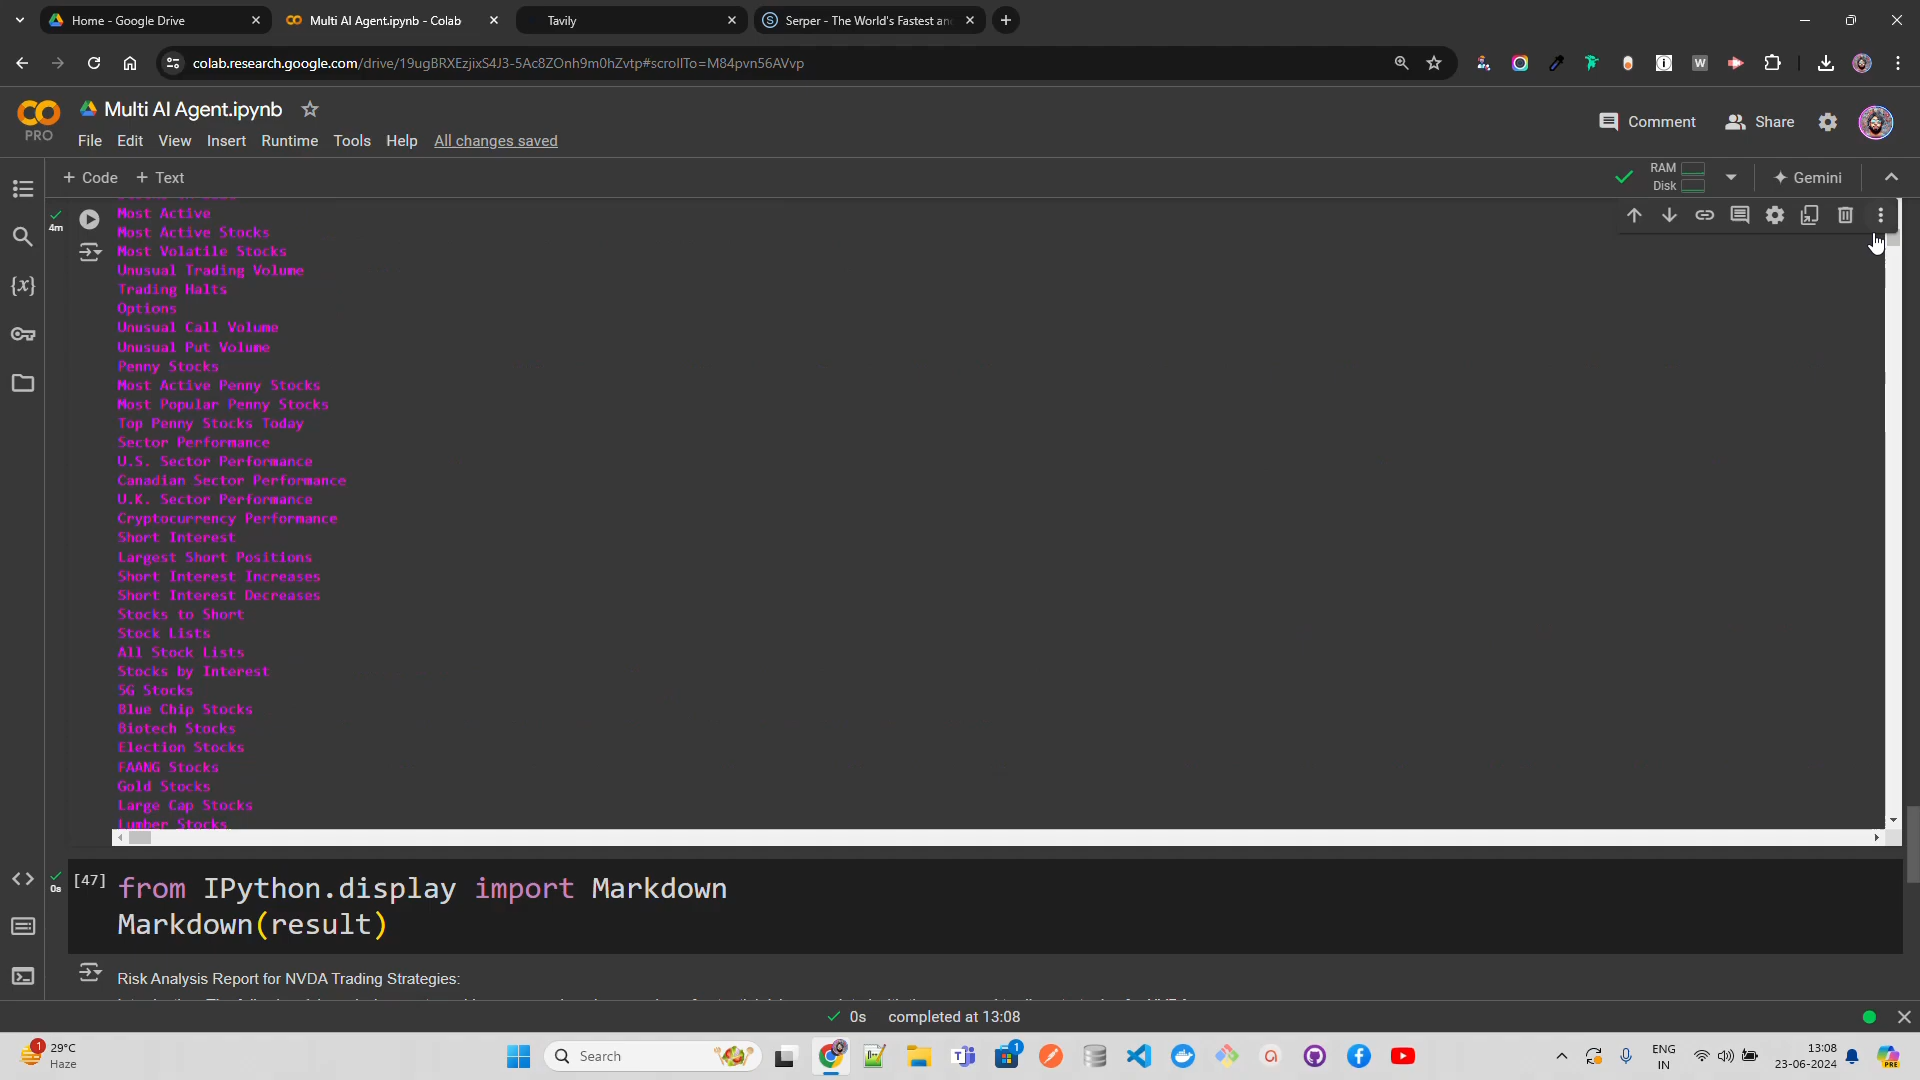 Home - Google Drive
Multi AI Agent.ipynb - Colab
Tavily
Serper - The World's Fastest an
colab.research.google.com/drive/19ugBRXEzjixS4J3-5Ac8ZOnh9m0hZvtp#scrollTo=M84pvn56AVvp
Multi AI Agent.ipynb
PRO
File Edit View Insert Runtime Tools Help All changes saved
Comment
Share
+ Code + Text
RAM
Disk
Gemini
4m
Most Active
Most Active Stocks
Most Volatile Stocks
Unusual Trading Volume
Trading Halts
Options
Unusual Call Volume
Unusual Put Volume
Penny Stocks
Most Active Penny Stocks
Most Popular Penny Stocks
Top Penny Stocks Today
Sector Performance
U.S. Sector Performance
Canadian Sector Performance
U.K. Sector Performance
Cryptocurrency Performance
Short Interest
Largest Short Positions
Short Interest Increases
Short Interest Decreases
Stocks to Short
Stock Lists
All Stock Lists
Stocks by Interest
5G Stocks
Blue Chip Stocks
Biotech Stocks
Election Stocks
FAANG Stocks
Gold Stocks
Large Cap Stocks
Lumber Stocks
0s
[47] from IPython.display import Markdown
Markdown(result)
Risk Analysis Report for NVDA Trading Strategies:
0s completed at 13:08
29°C
Haze
Search
ENG
IN
13:08
23-06-2024